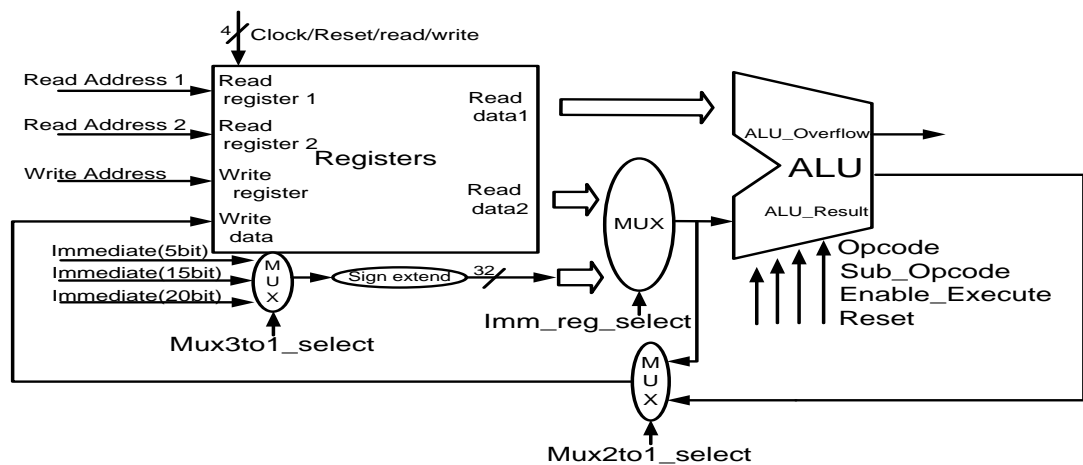 4
Clock/Reset/read/write
Read Address 1
Read
register 1
Read
data1
Read Address 2
Read
register 2
Registers
Write Address
Write
register
Read
data2
Write
data
ALU_Overflow
ALU
ALU_Result
MUX
Immediate(5bit)
Immediate(15bit)
Immediate(20bit)
M
U
X
Sign extend
32
Opcode
Sub_Opcode
Enable_Execute
Reset
Imm_reg_select
Mux3to1_select
M
U
X
Mux2to1_select